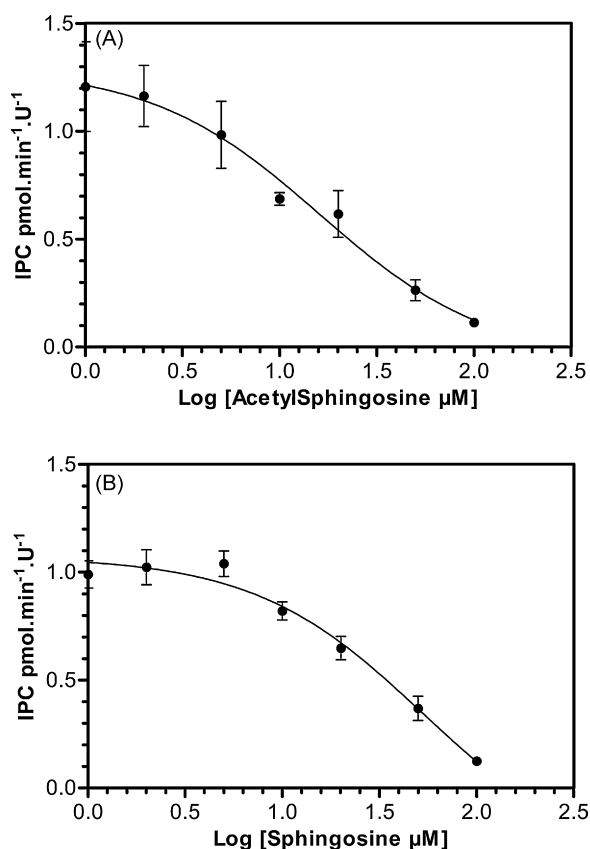 (A)
1.5
1.0
0.5
0.0
IPC pmol.min⁻¹.U⁻¹
0.0 0.5 1.0 1.5 2.0 2.5
Log [AcetylSphingosine µM]
(B)
1.5
1.0
0.5
0.0
IPC pmol.min⁻¹.U⁻¹
0.0 0.5 1.0 1.5 2.0 2.5
Log [Sphingosine µM]